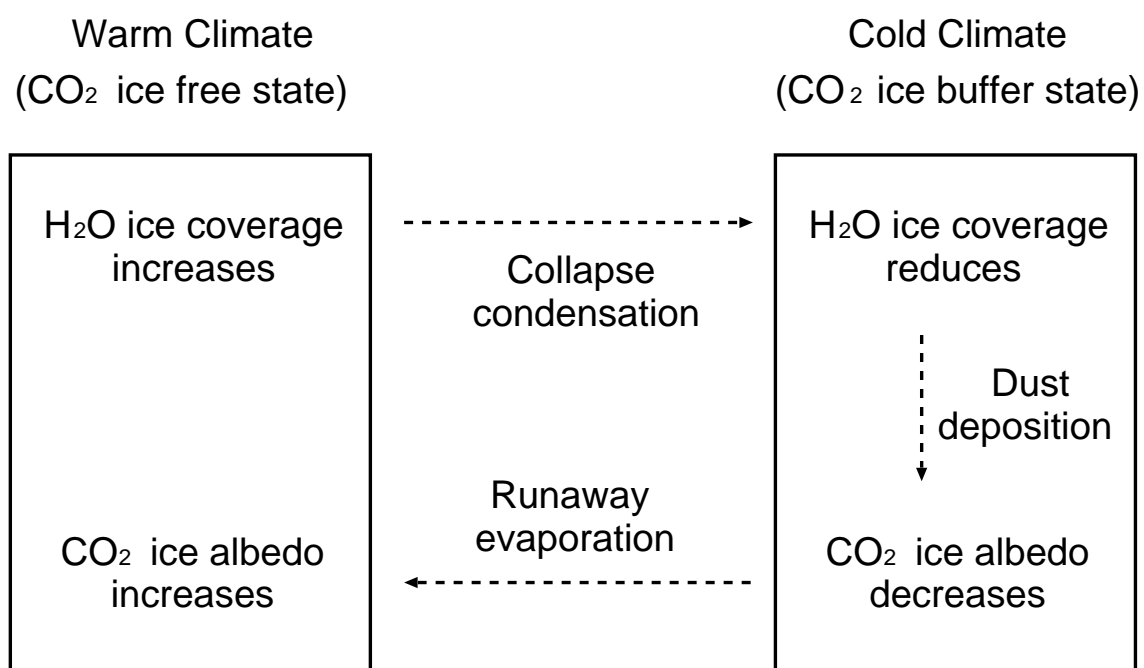 Warm Climate
(CO₂ ice free state)
Cold Climate
(CO₂ ice buffer state)
H₂O ice coverage
increases
Collapse
condensation
H₂O ice coverage
reduces
Dust
deposition
Runaway
evaporation
CO₂ ice albedo
increases
CO₂ ice albedo
decreases